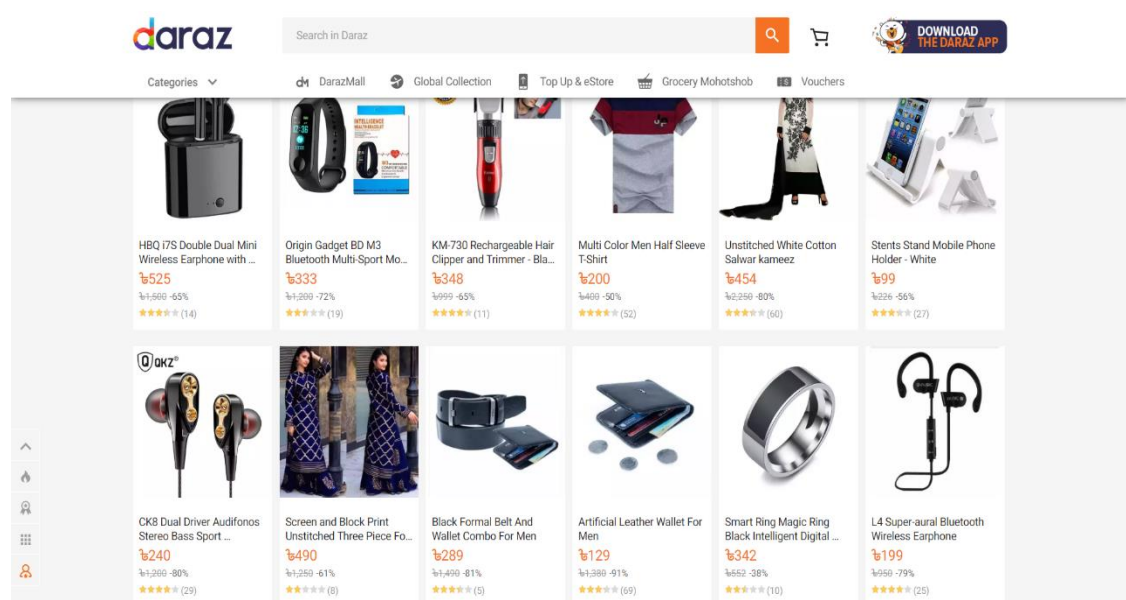 daraz
Search in Daraz
DOWNLOAD
THE DARAZ APP
Categories
DarazMall
Global Collection
Top Up & eStore
Grocery Mohotshob
Vouchers
HBQ i7S Double Dual Mini
Wireless Earphone with ...
৳525
৳1,500 -65%
(14)
Origin Gadget BD M3
Bluetooth Multi-Sport Mo...
৳333
৳1,200 -72%
(19)
KM-730 Rechargeable Hair
Clipper and Trimmer - Bla...
৳348
৳999 -65%
(11)
Multi Color Men Half Sleeve
T-Shirt
৳200
৳400 -50%
(52)
Unstitched White Cotton
Salwar kameez
৳454
৳2,250 -80%
(60)
Stents Stand Mobile Phone
Holder - White
৳99
৳226 -56%
(27)
QKZ®
CK8 Dual Driver Audifonos
Stereo Bass Sport ...
৳240
৳1,200 -80%
(29)
Screen and Block Print
Unstitched Three Piece Fo...
৳490
৳1,250 -61%
(8)
Black Formal Belt And
Wallet Combo For Men
৳289
৳1,490 -81%
(5)
Artificial Leather Wallet For
Men
৳129
৳1,380 -91%
(69)
Smart Ring Magic Ring
Black Intelligent Digital ...
৳342
৳552 -38%
(10)
L4 Super-aural Bluetooth
Wireless Earphone
৳199
৳950 -79%
(25)